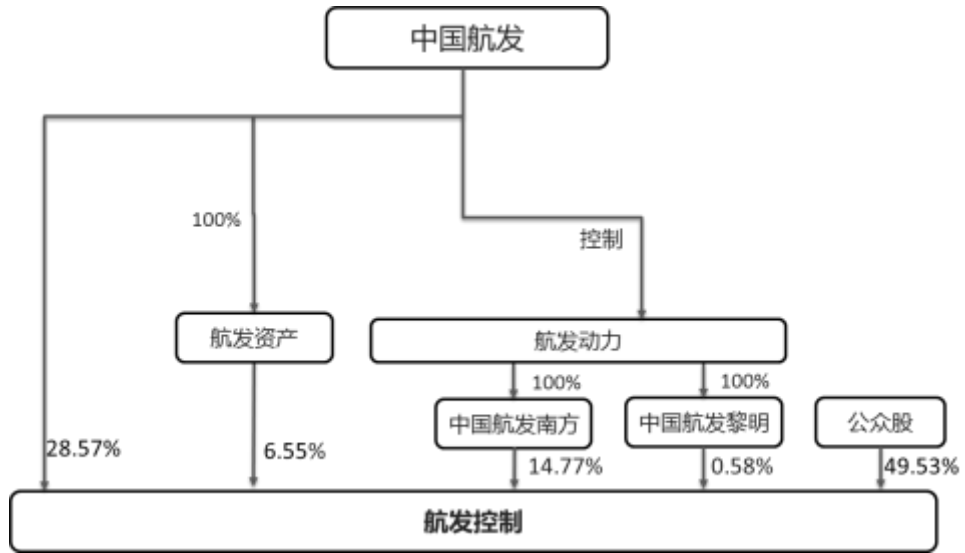 中国航发
100%
控制
航发资产
航发动力
100%
100%
中国航发南方
中国航发黎明
公众股
28.57%
6.55%
14.77%
0.58%
49.53%
航发控制